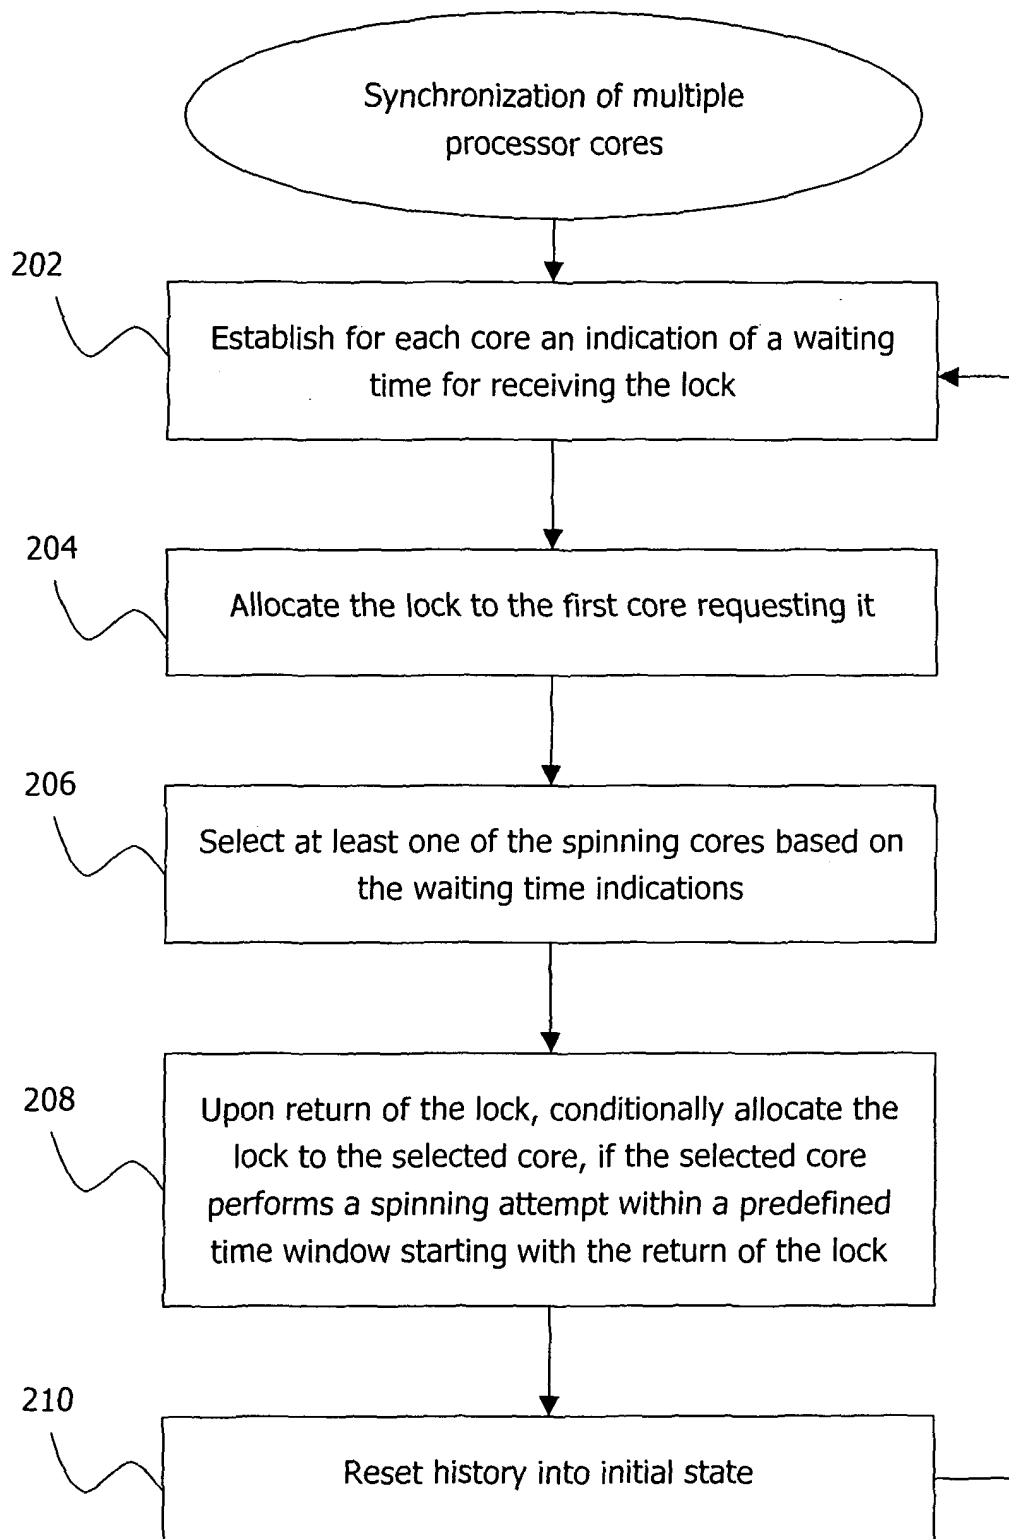 Synchronization of multiple
processor cores
202
Establish for each core an indication of a waiting
time for receiving the lock
204
Allocate the lock to the first core requesting it
206
Select at least one of the spinning cores based on
the waiting time indications
208
Upon return of the lock, conditionally allocate the
lock to the selected core, if the selected core
performs a spinning attempt within a predefined
time window starting with the return of the lock
210
Reset history into initial state